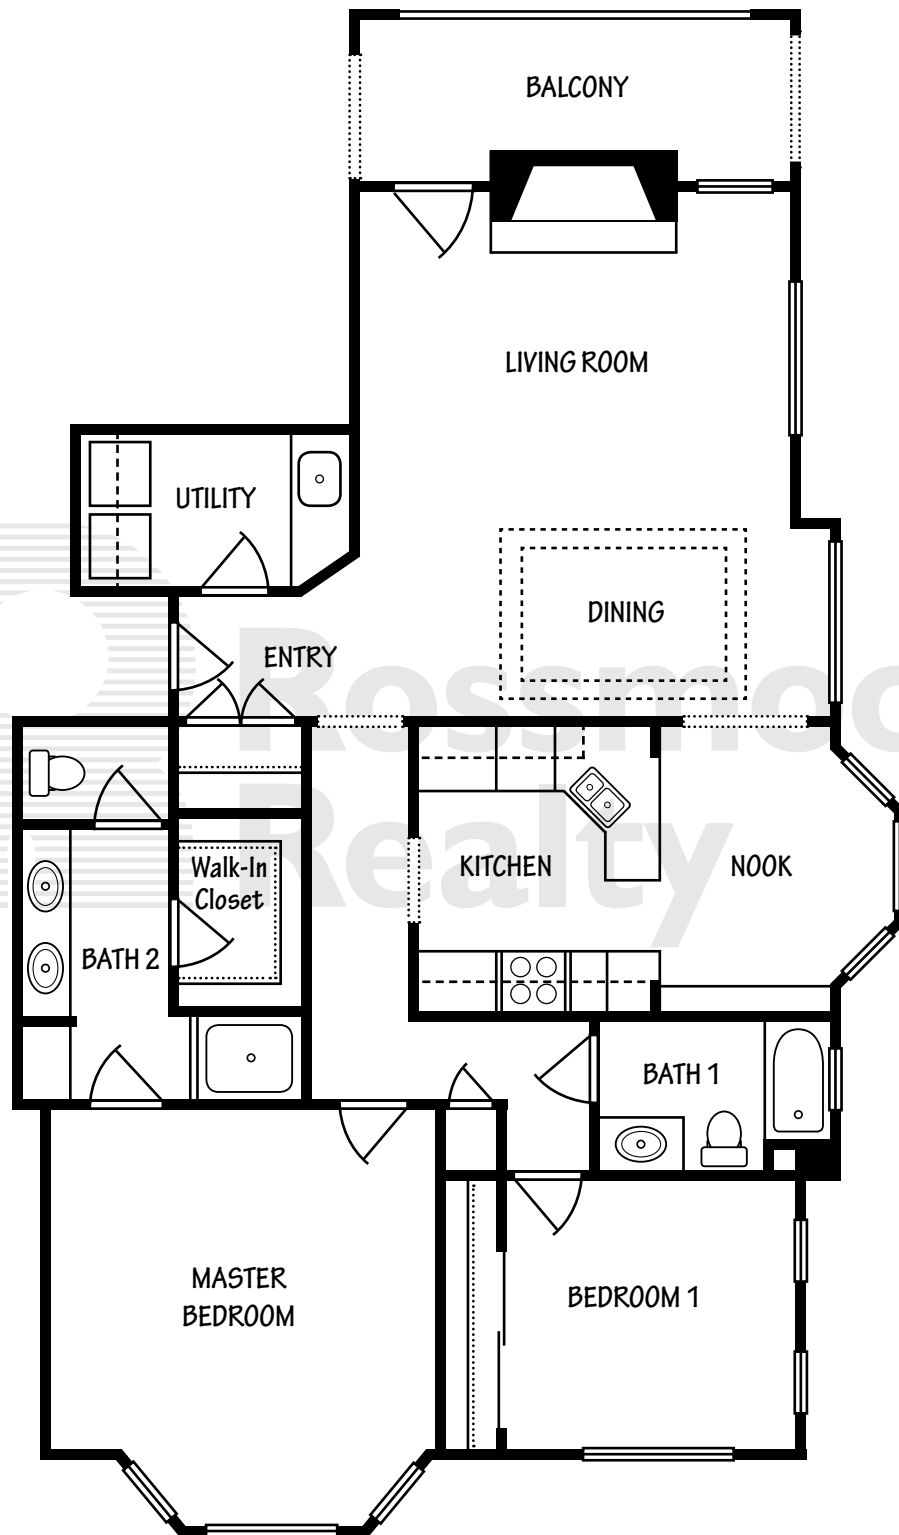 BALCONY
LIVING ROOM
UTILITY
DINING
ENTRY
Rossmoo
Realty
Walk-In
Closet
KITCHEN
NOOK
BATH 2
BATH 1
MASTER
BEDROOM
BEDROOM 1